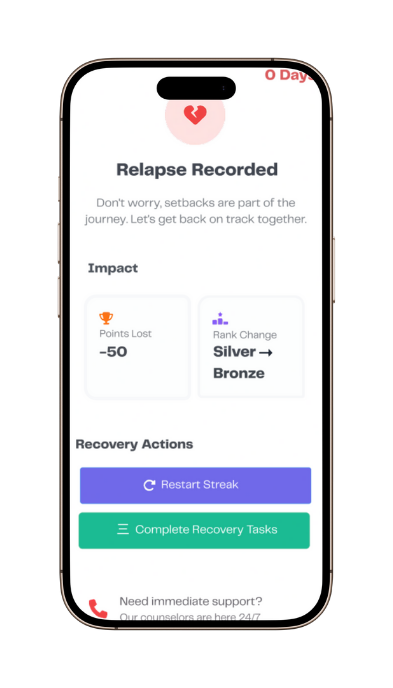 0 Days
Relapse Recorded
Don't worry, setbacks are part of the
journey. Let's get back on track together.
Impact
Points Lost
-50
Rank Change
Silver →
Bronze
Recovery Actions
Restart Streak
Complete Recovery Tasks
Need immediate support?
Our counselors are here 24/7